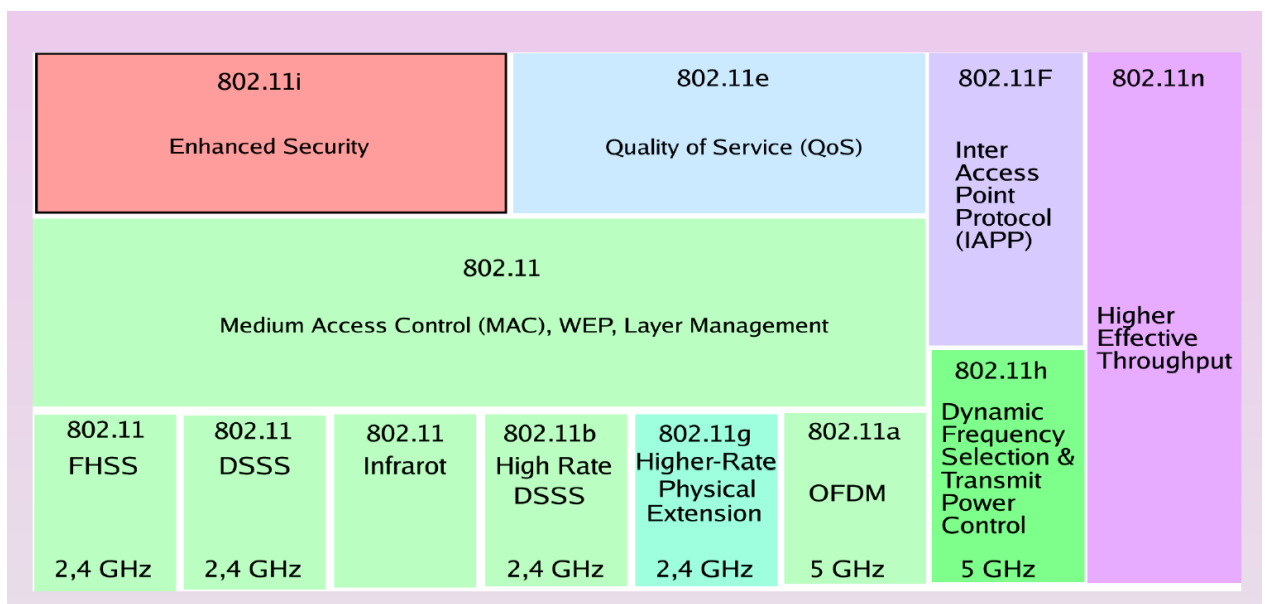 802.11i
Enhanced Security
802.11e
Quality of Service (QoS)
802.11F
Inter
Access
Point
Protocol
(IAPP)
802.11n
Higher
Effective
Throughput
802.11
Medium Access Control (MAC), WEP, Layer Management
802.11h
Dynamic
Frequency
Selection &
Transmit
Power
Control
5 GHz
802.11
FHSS
2,4 GHz
802.11
DSSS
2,4 GHz
802.11
Infrarot
802.11b
High Rate
DSSS
2,4 GHz
802.11g
Higher-Rate
Physical
Extension
2,4 GHz
802.11a
OFDM
5 GHz